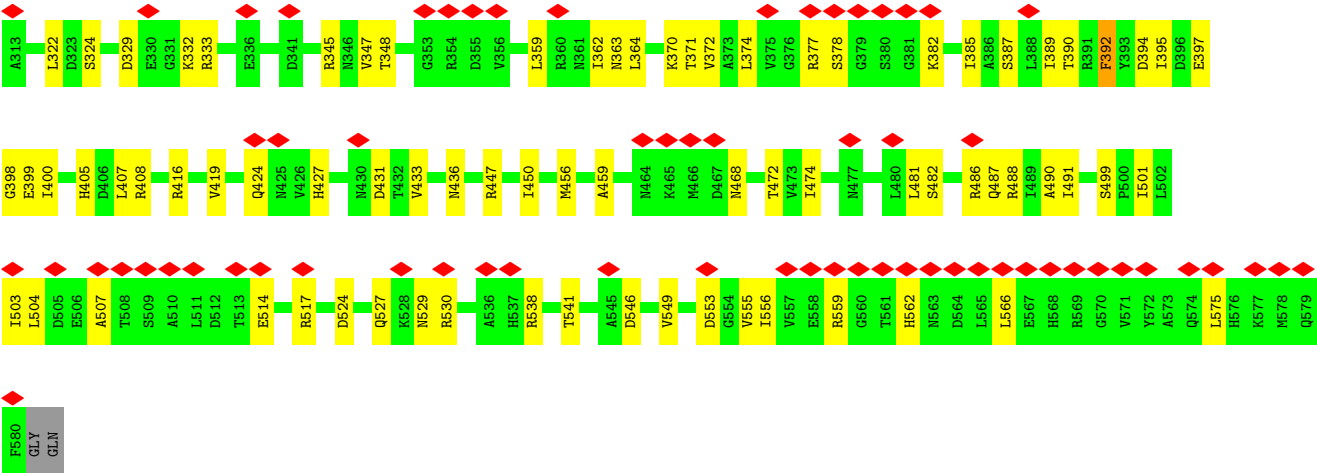 A313 L322 D323 S324 D329 E330 G331 K332 R333 E336 D341 R345 N346 V347 T348 G353 R354 D355 V356 L359 R360 N361 I362 N363 L364 K370 T371 V372 A373 L374 V375 G376 R377 S378 G379 S380 G381 K382 I385 A386 S387 L388 I389 T390 R391 F392 Y393 D394 I395 D396 E397
G398 E399 I400 H405 D406 L407 R408 R416 V419 Q424 N425 V426 H427 N430 D431 T432 V433 N436 R447 I450 M456 A459 N464 K465 M466 D467 N468 T472 V473 I474 N477 L480 L481 S482 R486 Q487 R488 I489 A490 I491 S499 P500 I501 L502
I503 L504 D505 E506 A507 T508 S509 A510 L511 D512 T513 E514 R517 D524 Q527 K528 N529 R530 A536 H537 R538 T541 A545 D546 V549 D553 G554 V555 I556 V557 E558 R559 G560 T561 H562 N563 D564 L565 L566 E567 H568 R569 G570 V571 Y572 A573 Q574 L575 H576 K577 M578 Q579
F580 GLY GLN